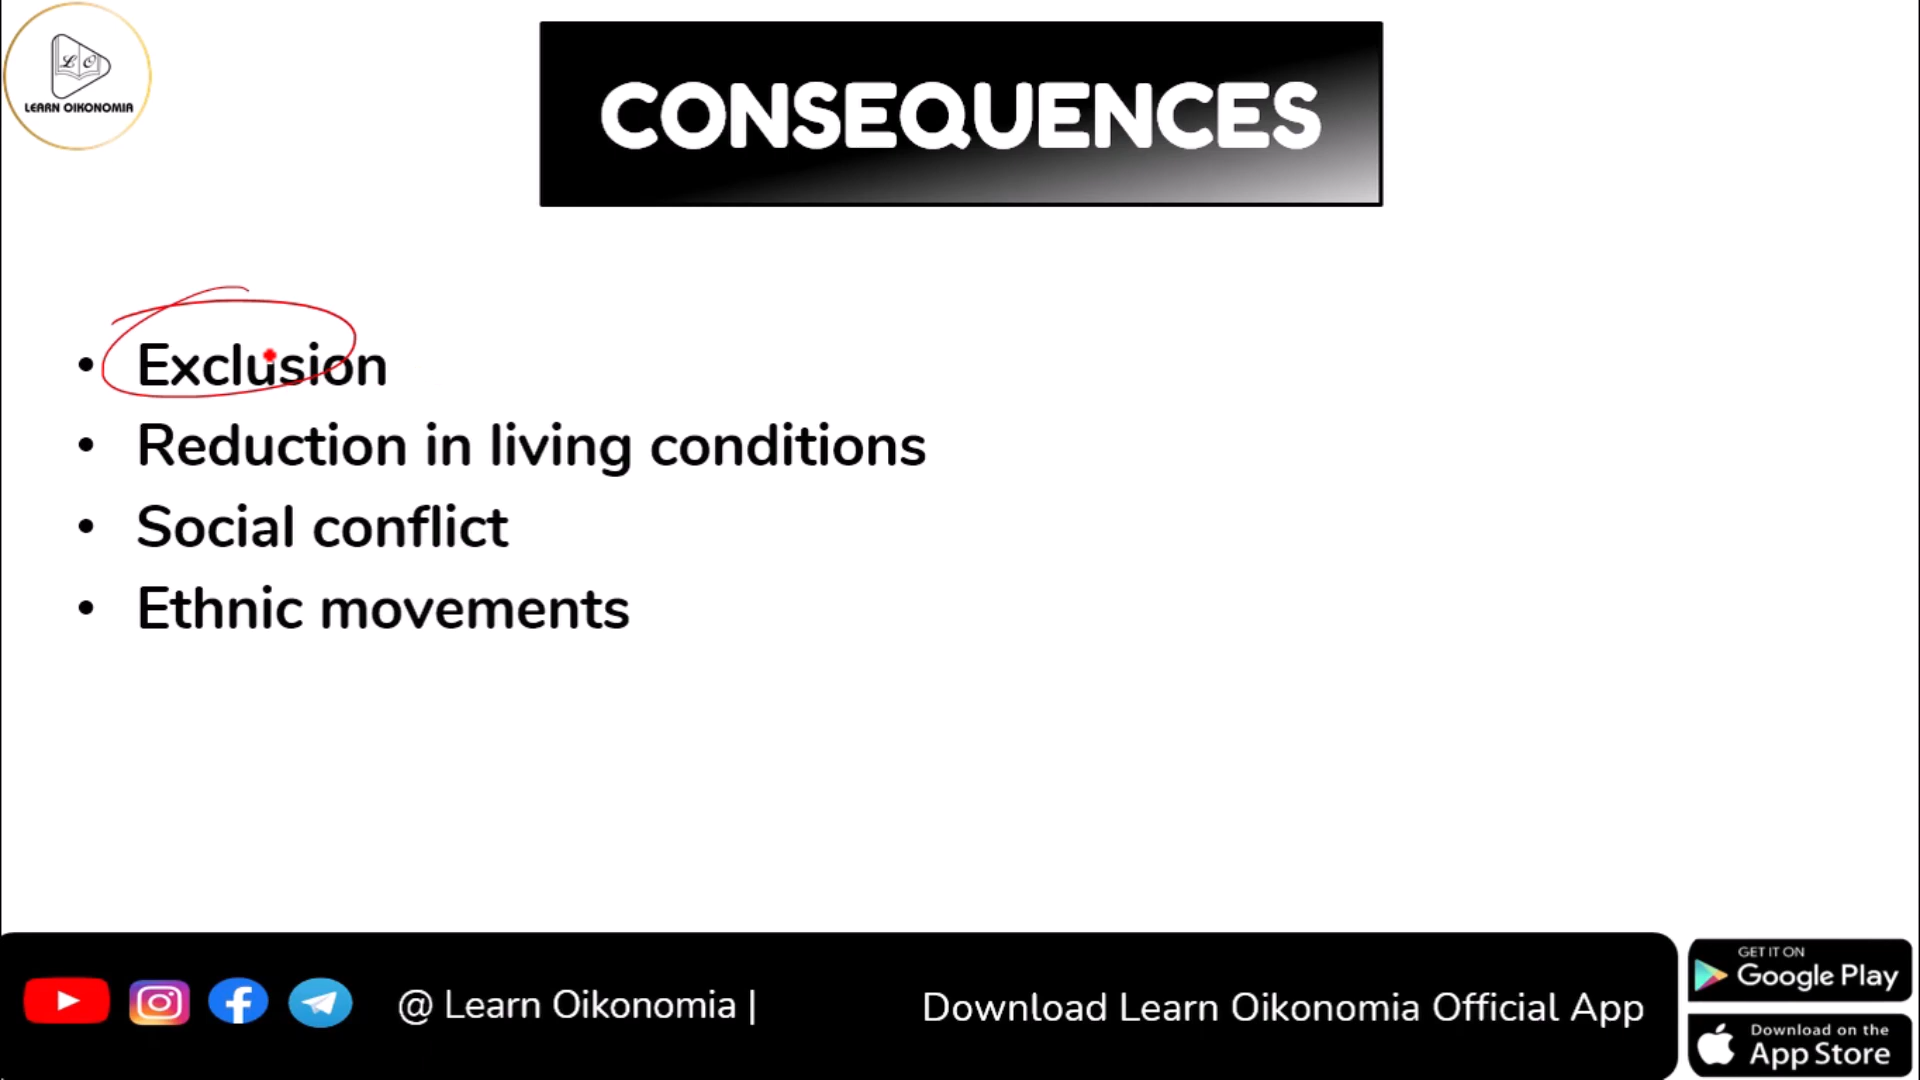 L O
LEARN OIKONOMIA
CONSEQUENCES
• Exclusion
• Reduction in living conditions
• Social conflict
• Ethnic movements
@ Learn Oikonomia |
Download Learn Oikonomia Official App
GET IT ON
Google Play
Download on the
App Store